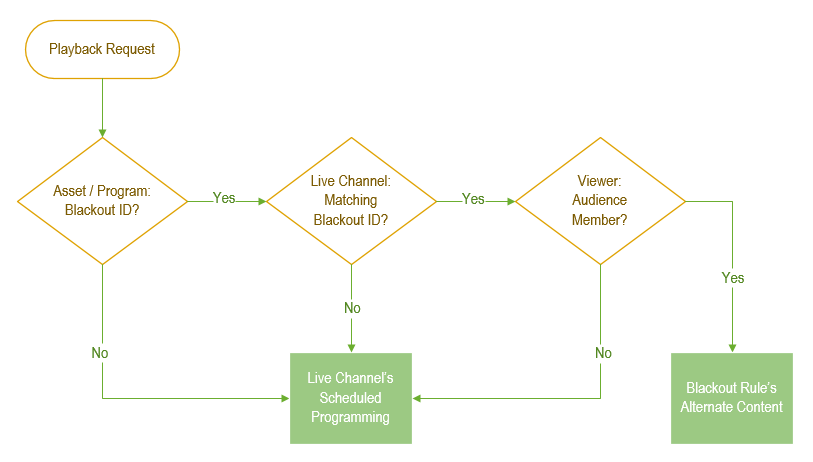 Playback Request
Asset / Program:
Blackout ID?
Yes
Live Channel:
Matching
Blackout ID?
Yes
Viewer:
Audience
Member?
Yes
No
No
No
Live Channel's
Scheduled
Programming
Blackout Rule's
Alternate Content